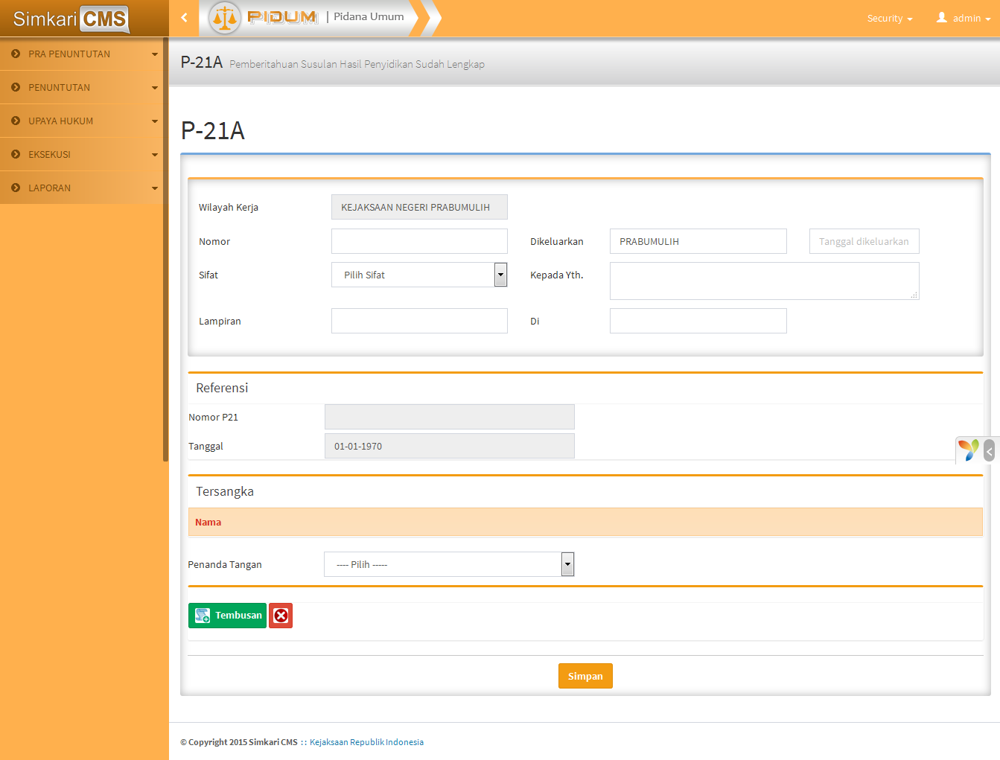 Simkari CMS
PIDUM | Pidana Umum
Security
admin
PRA PENUNTUTAN
PENUNTUTAN
UPAYA HUKUM
EKSEKUSI
LAPORAN
P-21A Pemberitahuan Susulan Hasil Penyidikan Sudah Lengkap
P-21A
Wilayah Kerja KEJAKSAAN NEGERI PRABUMULIH
Nomor Dikeluarkan PRABUMULIH Tanggal dikeluarkan
Sifat Pilih Sifat Kepada Yth.
Lampiran Di
Referensi
Nomor P21
Tanggal 01-01-1970
Tersangka
Nama
Penanda Tangan ---- Pilih -----
Tembusan
Simpan
© Copyright 2015 Simkari CMS :: Kejaksaan Republik Indonesia